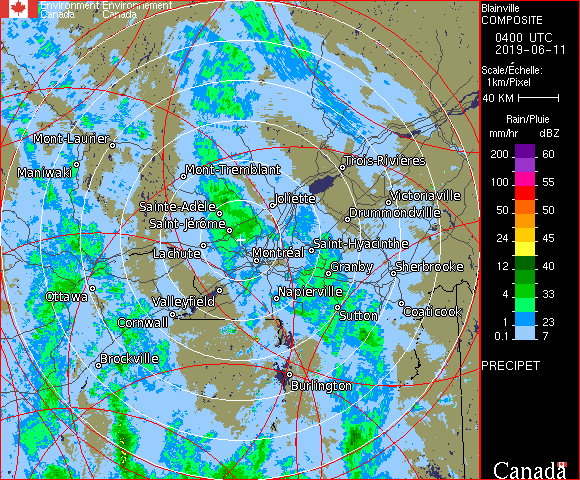 Environment Environnement
Canada Canada
Mont-Laurier
Maniwaki
Mont-Tremblant
Trois-Rivières
Sainte-Adèle
Joliette
Victoriaville
Saint-Jérôme
Drummondville
Lachute
Montréal
Saint-Hyacinthe
Granby
Sherbrooke
Ottawa
Valleyfield
Napierville
Cornwall
Sutton
Coaticook
Brockville
Burlington
Blainville
COMPOSITE
0400 UTC
2019-06-11
Scale/Échelle:
1km/Pixel
40 KM
Rain/Pluie
mm/hr dBZ
200 60
100 55
50 50
24 45
12 40
4 33
1 23
0.1 7
PRECIPET
Canada